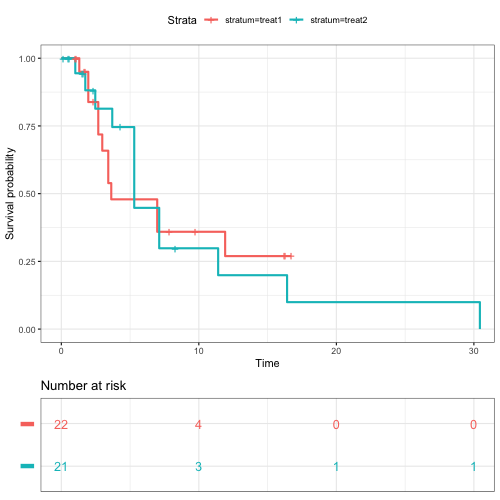 Strata stratum=treat1 stratum=treat2
Survival probability
1.00
0.75
0.50
0.25
0.00
0 10 20 30
Time
Number at risk
22 4 0 0
21 3 1 1